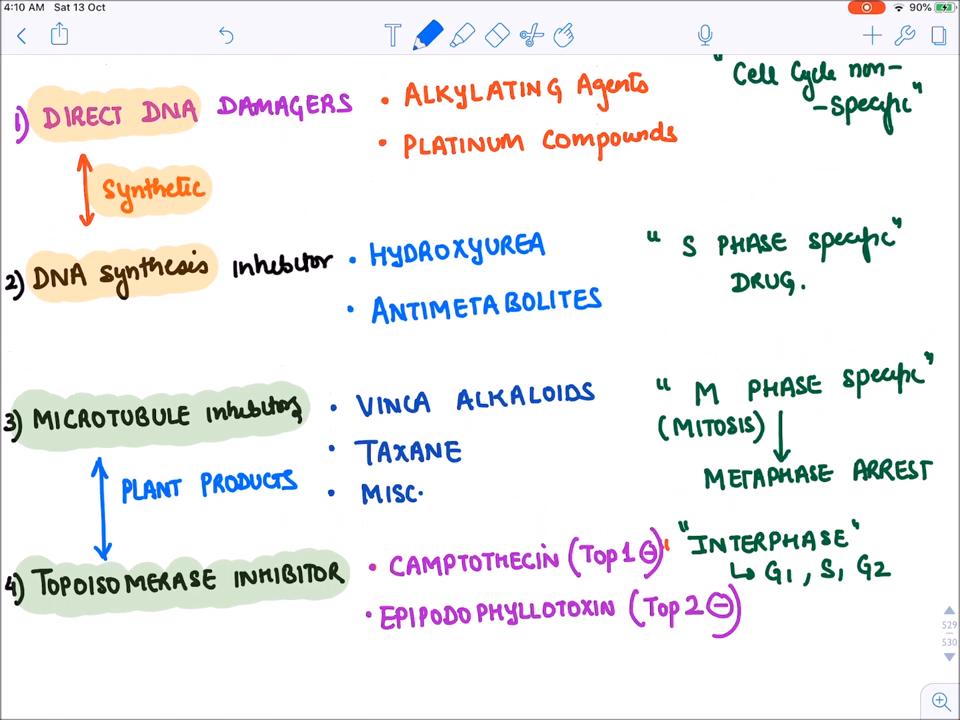 4:10 AM Sat 13 Oct
90%
T
"Cell Cycle non-
-specific"
1) DIRECT DNA DAMAGERS
• ALKYLATING Agents
• PLATINUM Compounds
Synthetic
2) DNA synthesis inhibitor
• HYDROXYUREA
• ANTIMETABOLITES
" S PHASE specific"
DRUG.
3) MICROTUBULE inhibitors
• VINCA ALKALOIDS
• TAXANE
• MISC.
" M PHASE specific"
(MITOSIS)
METAPHASE ARREST
PLANT PRODUCTS
4) TOPOISOMERASE INHIBITOR
• CAMPTOTHECIN (TOP 1 ⊖)
• EPIPODOPHYLLOTOXIN (TOP 2 ⊖)
"INTERPHASE"
↳ G1, S, G2
529
530